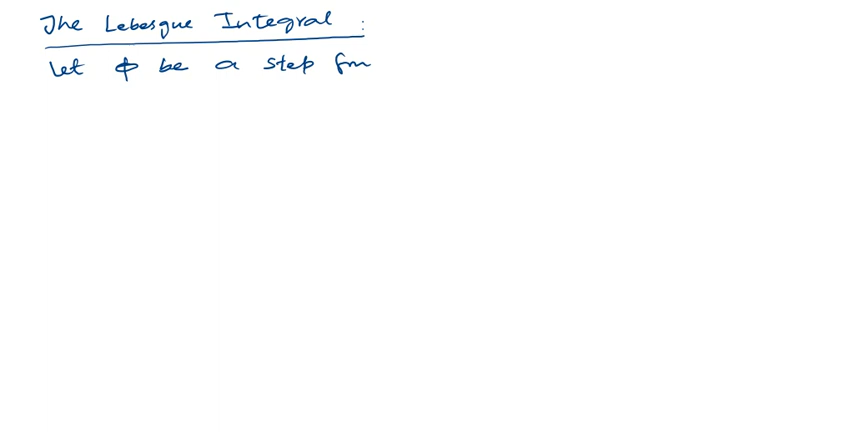 The Lebesgue Integral :
Let ϕ be a step fn